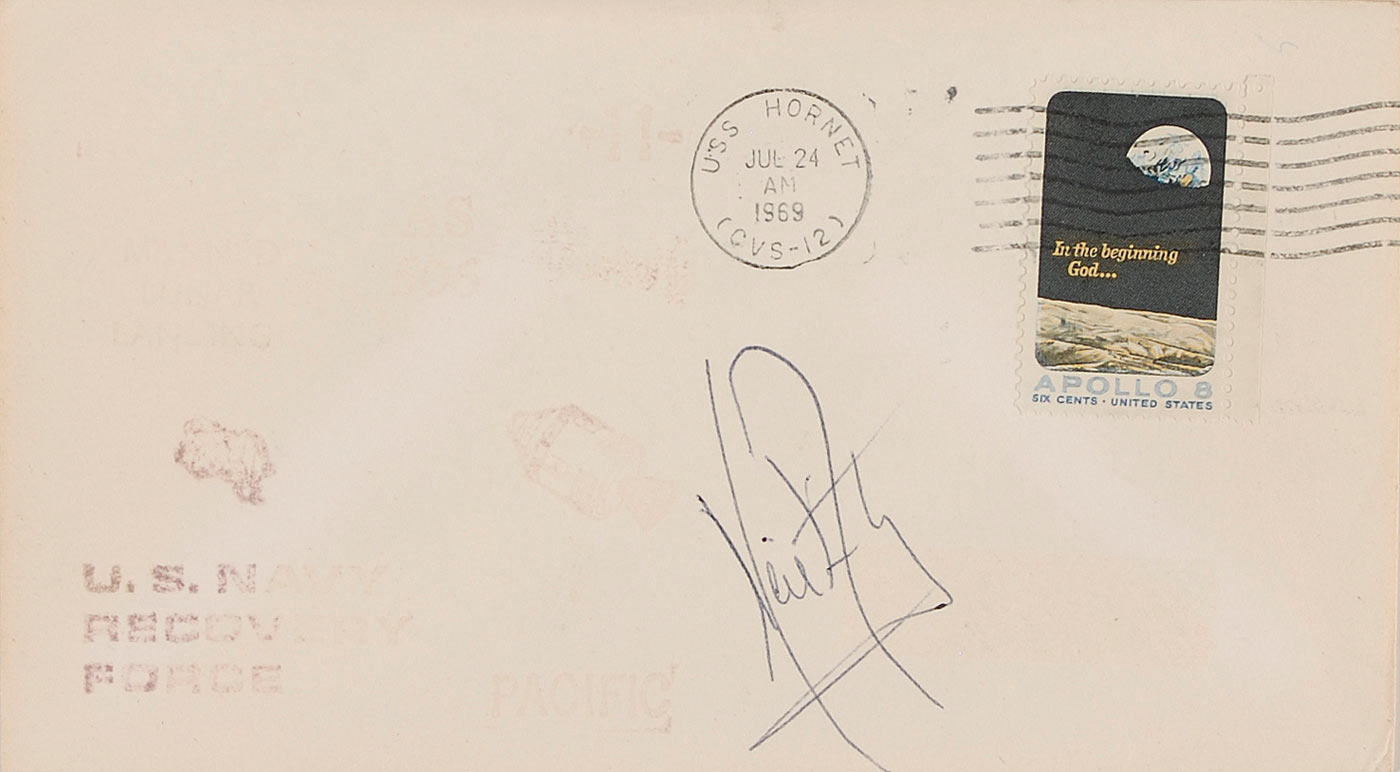 USS HORNET
JUL 24
AM
1969
(CVS-12)
In the beginning
God...
APOLLO 8
SIX CENTS · UNITED STATES
Neil
U. S. NAVY
RECOVERY
FORCE
PACIFIC